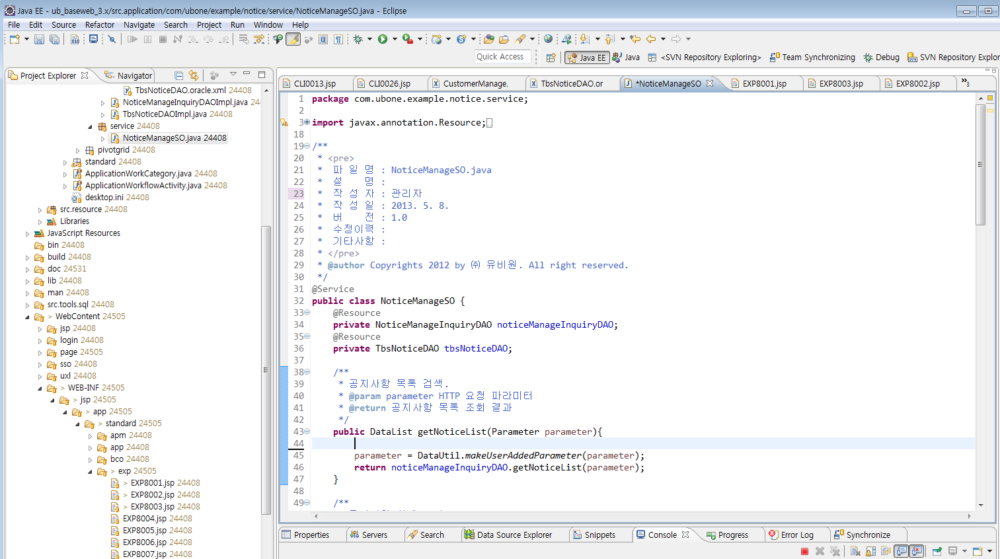 Java EE - ub_baseweb_3.x/src.application/com/ubone/example/notice/service/NoticeManageSO.java - Eclipse
File Edit Source Refactor Navigate Search Project Run Window Help
Quick Access
Java EE Java <SVN Repository Exploring> Team Synchronizing Debug SVN Repository Explor
Project Explorer Navigator
TbsNoticeDAO.oracle.xml 24408
NoticeManageInquiryDAOImpl.java 24
TbsNoticeDAOImpl.java 24408
service 24408
NoticeManageSO.java 24408
pivotgrid 24408
standard 24408
ApplicationWorkCategory.java 24408
ApplicationWorkflowActivity.java 24408
desktop.ini 24408
src.resource 24408
Libraries
JavaScript Resources
bin 24408
build 24408
doc 24531
lib 24408
man 24408
src.tools.sql 24408
> WebContent 24505
jsp 24408
login 24408
page 24505
sso 24408
uxl 24408
> WEB-INF 24505
> jsp 24505
> app 24505
> standard 24505
apm 24408
app 24408
bco 24408
> exp 24505
> EXP8001.jsp 24408
> EXP8002.jsp 24408
> EXP8003.jsp 24408
EXP8004.jsp 24408
EXP8005.jsp 24408
EXP8006.jsp 24408
EXP8007.jsp 24408
CLI0013.jsp CLI0026.jsp CustomerManage. TbsNoticeDAO.or *NoticeManageSO EXP8001.jsp EXP8003.jsp EXP8002.jsp »3
1 package com.ubone.example.notice.service;
2
3 import javax.annotation.Resource;
18
19 /**
20 * <pre>
21 * 파 일 명 : NoticeManageSO.java
22 * 설 명 :
23 * 작 성 자 : 관리자
24 * 작 성 일 : 2013. 5. 8.
25 * 버 전 : 1.0
26 * 수정이력 :
27 * 기타사항 :
28 * </pre>
29 * @author Copyrights 2012 by ㈜ 유비원. All right reserved.
30 */
31 @Service
32 public class NoticeManageSO {
33 @Resource
34 private NoticeManageInquiryDAO noticeManageInquiryDAO;
35 @Resource
36 private TbsNoticeDAO tbsNoticeDAO;
37
38 /**
39 * 공지사항 목록 검색.
40 * @param parameter HTTP 요청 파라미터
41 * @return 공지사항 목록 조회 결과
42 */
43 public DataList getNoticeList(Parameter parameter){
44
45 parameter = DataUtil.makeUserAddedParameter(parameter);
46 return noticeManageInquiryDAO.getNoticeList(parameter);
47 }
48
49 /**
Properties Servers Search Data Source Explorer Snippets Console Progress Error Log Synchronize